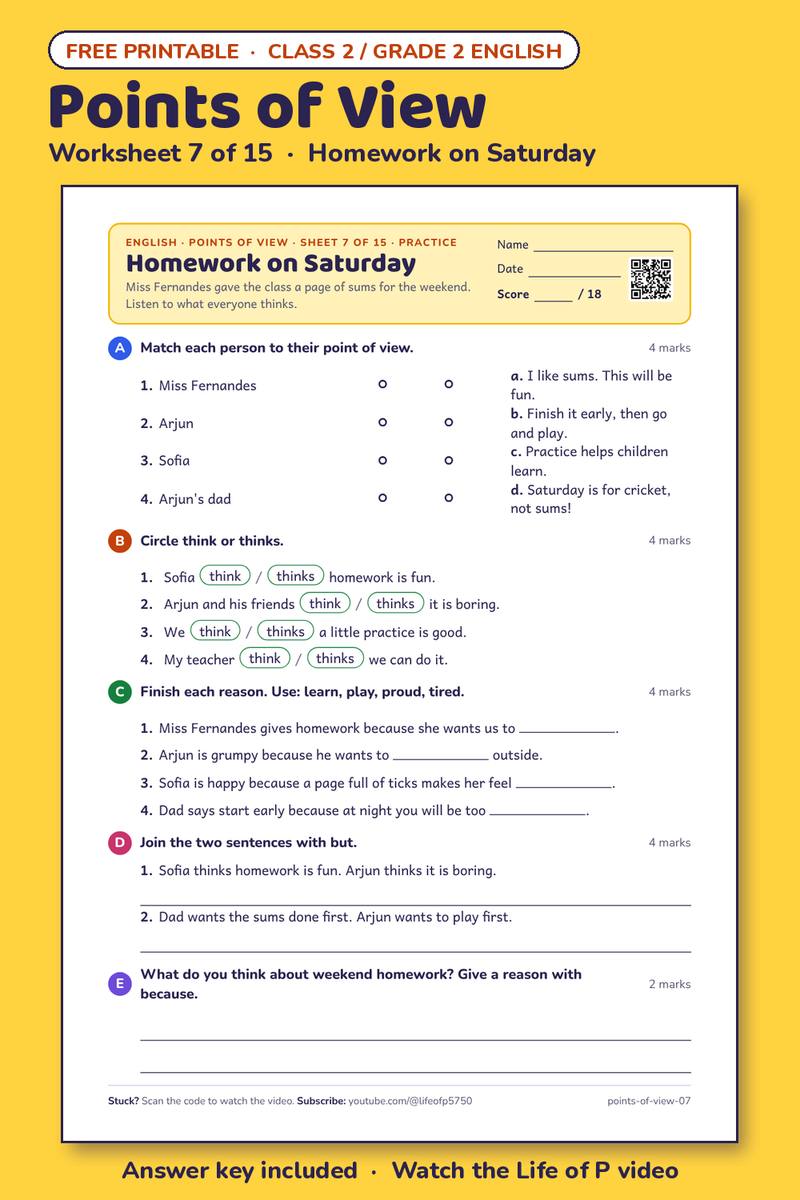 FREE PRINTABLE · CLASS 2 / GRADE 2 ENGLISH
Points of View
Worksheet 7 of 15 · Homework on Saturday
ENGLISH · POINTS OF VIEW · SHEET 7 OF 15 · PRACTICE
Homework on Saturday
Miss Fernandes gave the class a page of sums for the weekend.
Listen to what everyone thinks.
Name
Date
Score / 18
A Match each person to their point of view. 4 marks
1. Miss Fernandes
a. I like sums. This will be
fun.
2. Arjun
b. Finish it early, then go
and play.
3. Sofia
c. Practice helps children
learn.
4. Arjun's dad
d. Saturday is for cricket,
not sums!
B Circle think or thinks. 4 marks
1. Sofia think / thinks homework is fun.
2. Arjun and his friends think / thinks it is boring.
3. We think / thinks a little practice is good.
4. My teacher think / thinks we can do it.
C Finish each reason. Use: learn, play, proud, tired. 4 marks
1. Miss Fernandes gives homework because she wants us to ____________.
2. Arjun is grumpy because he wants to ____________ outside.
3. Sofia is happy because a page full of ticks makes her feel ____________.
4. Dad says start early because at night you will be too ____________.
D Join the two sentences with but. 4 marks
1. Sofia thinks homework is fun. Arjun thinks it is boring.
2. Dad wants the sums done first. Arjun wants to play first.
E What do you think about weekend homework? Give a reason with
because.
2 marks
Stuck? Scan the code to watch the video. Subscribe: youtube.com/@lifeofp5750
points-of-view-07
Answer key included · Watch the Life of P video